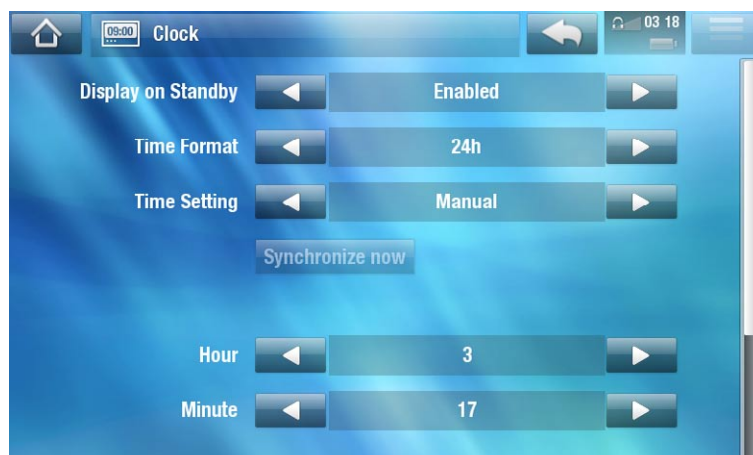 09:00 Clock 03 18
Display on Standby Enabled
Time Format 24h
Time Setting Manual
Synchronize now
Hour 3
Minute 17